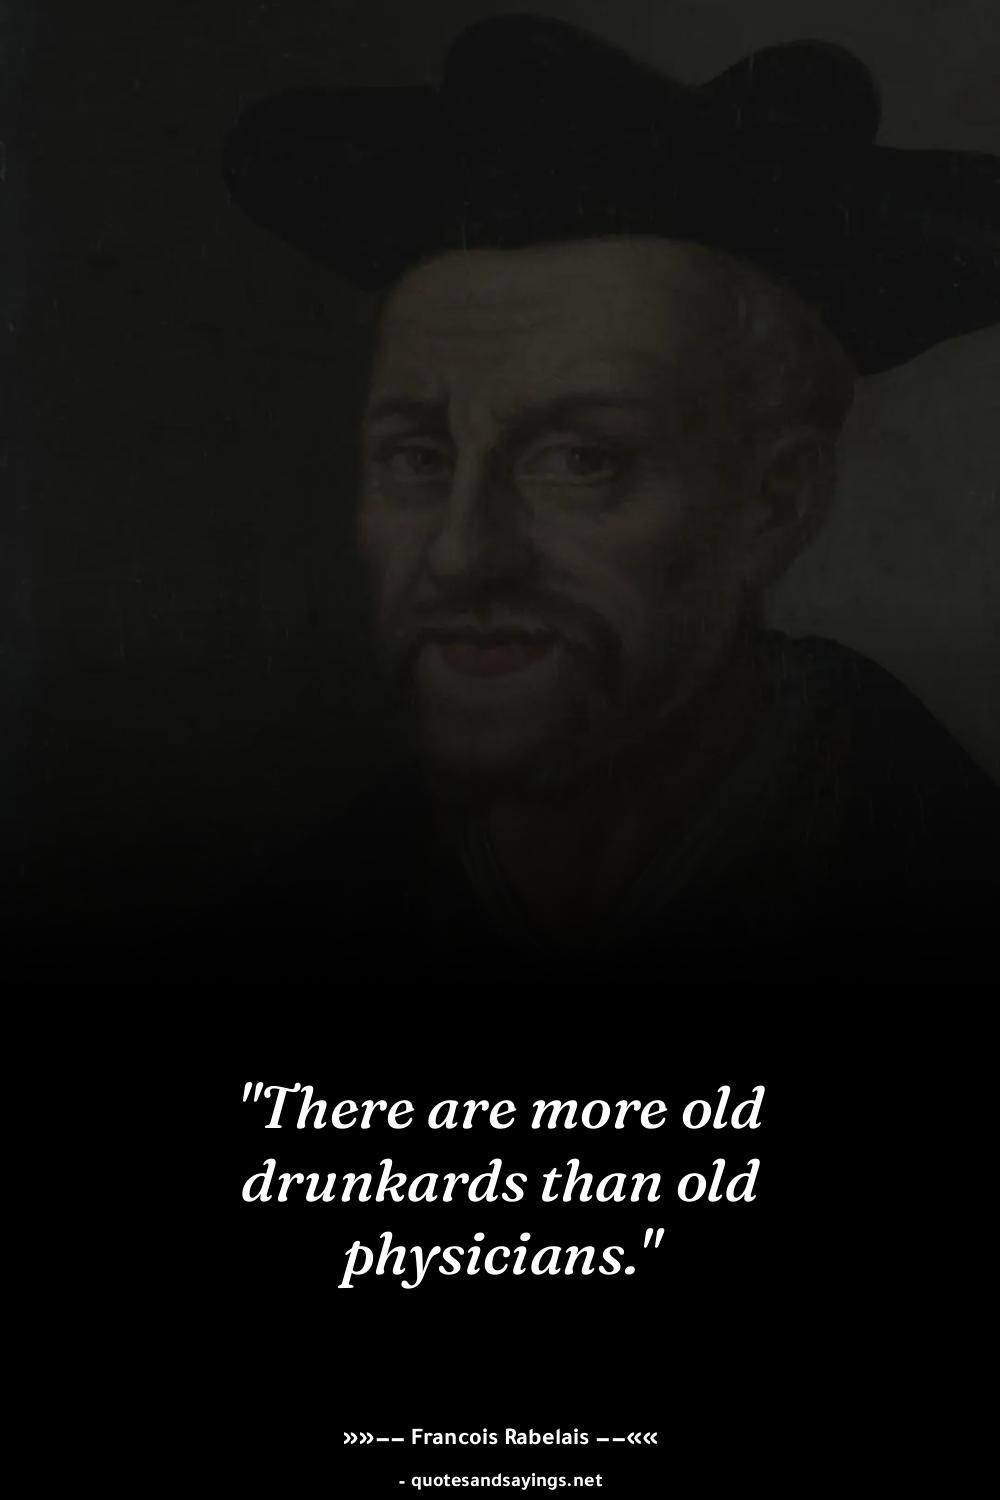 "There are more old
drunkards than old
physicians."
»»−− Francois Rabelais −−««
- quotesandsayings.net